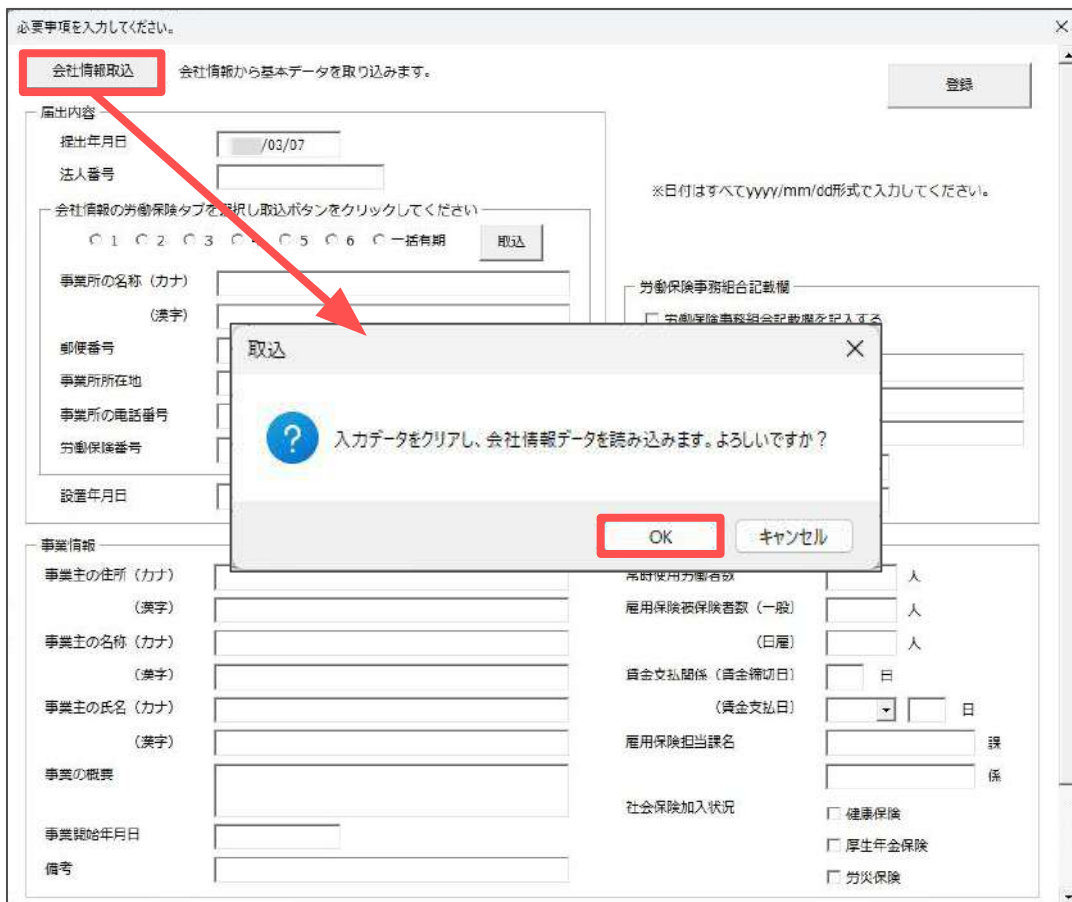 必要事項を入力してください。
会社情報取込 会社情報から基本データを取り込みます。
登録
届出内容
提出年月日 /03/07
法人番号
※日付はすべてyyyy/mm/dd形式で入力してください。
会社情報の労働保険タブを選択し取込ボタンをクリックしてください
1 2 3 4 5 6 一括有期 取込
事業所の名称（カナ）
（漢字）
郵便番号
事業所所在地
事業所の電話番号
労働保険番号
設置年月日
労働保険事務組合記載欄
労働保険事務組合記載欄を記入する
取込
入力データをクリアし、会社情報データを読み込みます。よろしいですか？
OK キャンセル
事業情報
事業主の住所（カナ）
（漢字）
事業主の名称（カナ）
（漢字）
事業主の氏名（カナ）
（漢字）
事業の概要
事業開始年月日
備考
常時使用労働者数 人
雇用保険被保険者数（一般） 人
（日雇） 人
賃金支払関係（賃金締切日） 日
（賃金支払日） 日
雇用保険担当課名 課
係
社会保険加入状況 健康保険
厚生年金保険
労災保険